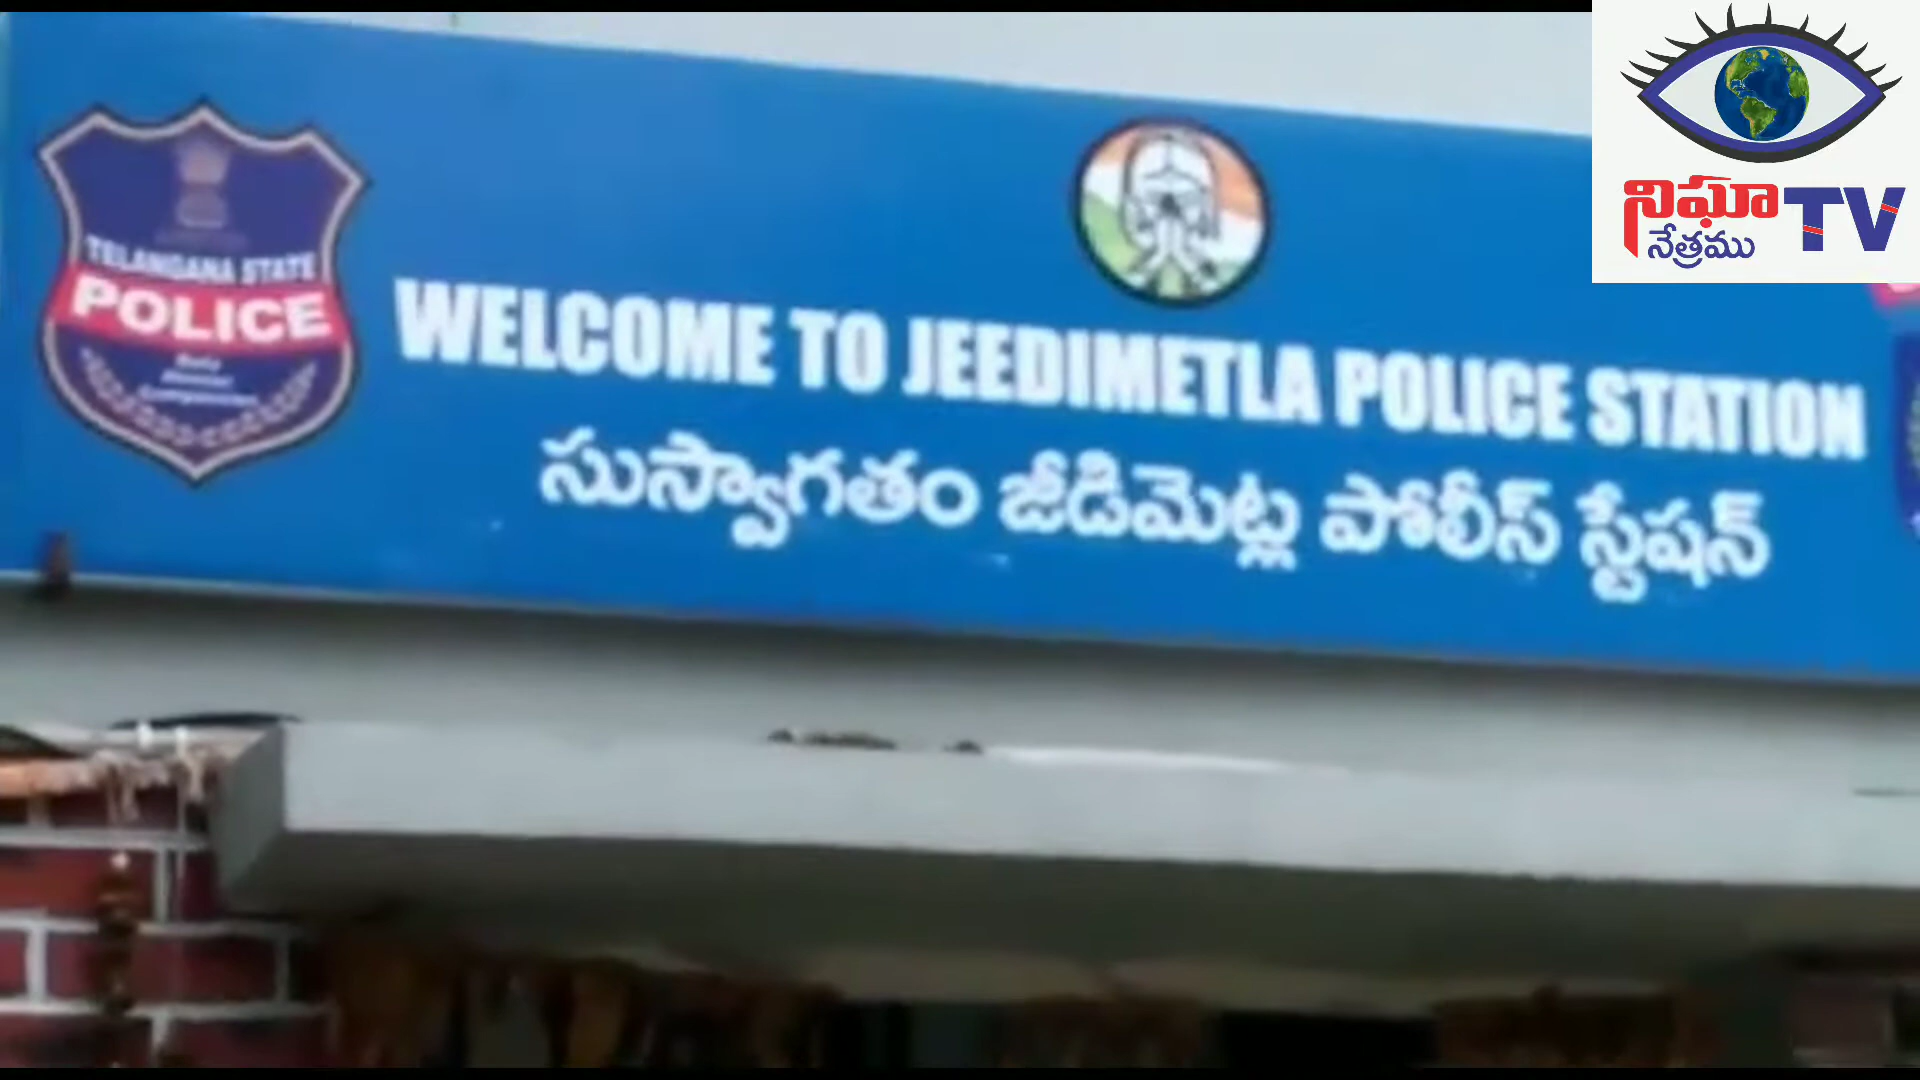 TELANGANA STATE
POLICE
WELCOME TO JEEDIMETLA POLICE STATION
సుస్వాగతం జీడిమెట్ల పోలీస్ స్టేషన్
నిఘా
నేత్రము
TV